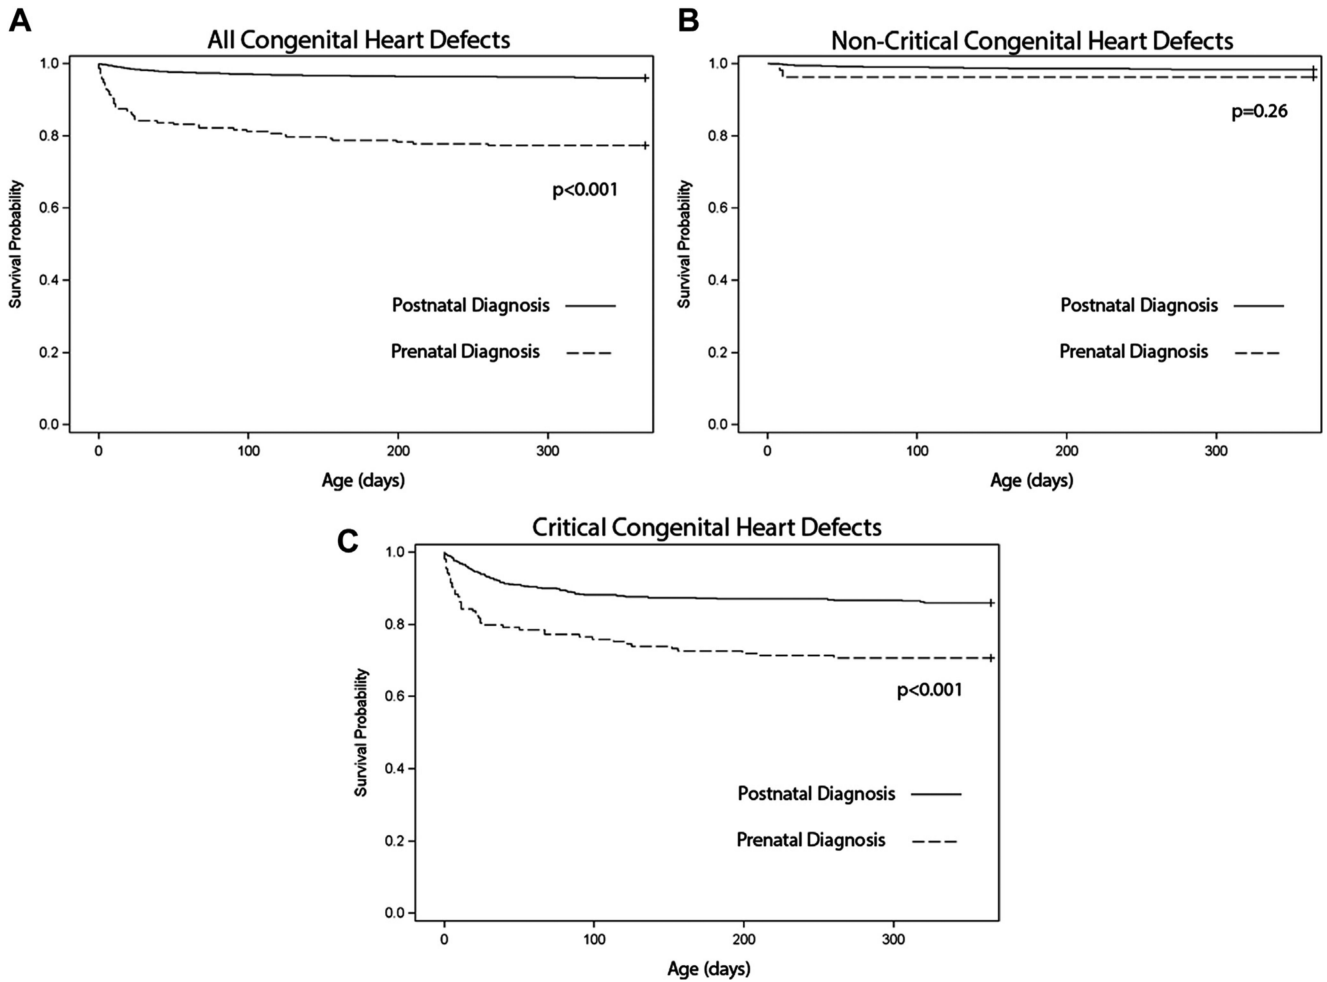 A
All Congenital Heart Defects
1.0
0.8
0.6
0.4
0.2
0.0
Survival Probability
p<0.001
Postnatal Diagnosis
Prenatal Diagnosis
0 100 200 300
Age (days)
B
Non-Critical Congenital Heart Defects
1.0
0.8
0.6
0.4
0.2
0.0
Survival Probability
p=0.26
Postnatal Diagnosis
Prenatal Diagnosis
0 100 200 300
Age (days)
C
Critical Congenital Heart Defects
1.0
0.8
0.6
0.4
0.2
0.0
Survival Probability
p<0.001
Postnatal Diagnosis
Prenatal Diagnosis
0 100 200 300
Age (days)